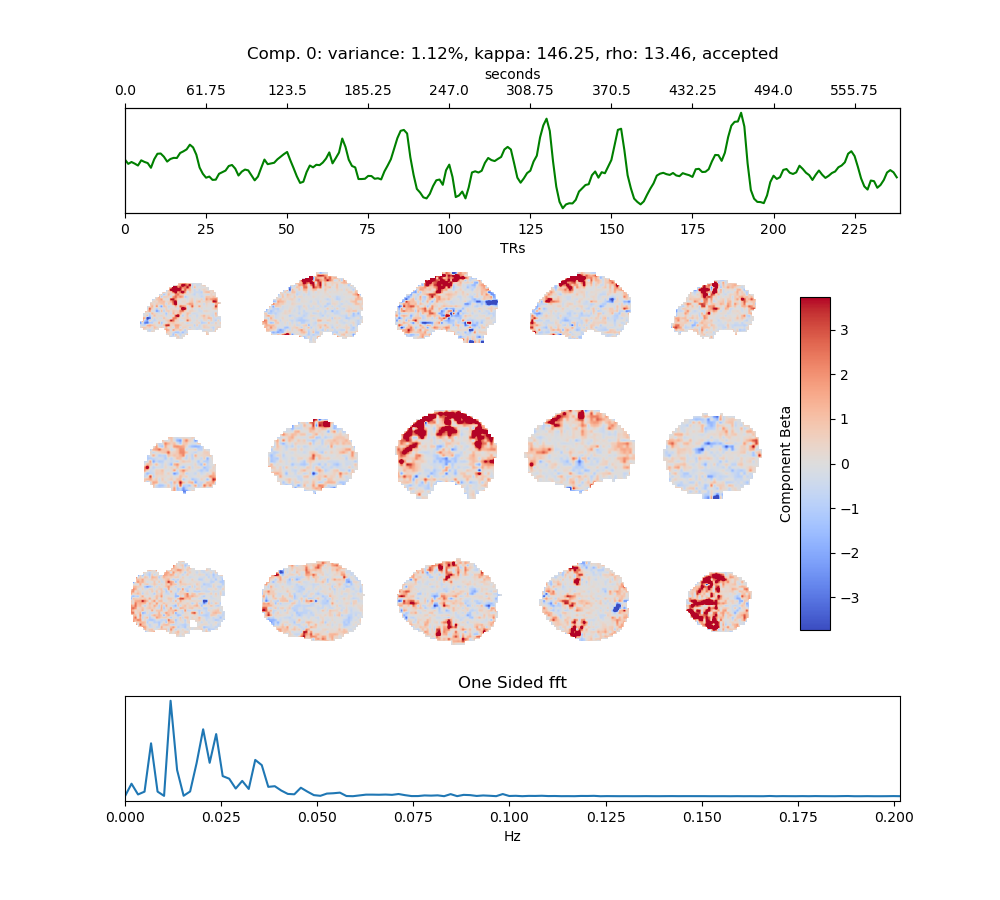 Comp. 0: variance: 1.12%, kappa: 146.25, rho: 13.46, accepted
seconds
0.0 61.75 123.5 185.25 247.0 308.75 370.5 432.25 494.0 555.75
0 25 50 75 100 125 150 175 200 225
TRs
3
2
1
0
−1
−2
−3
Component Beta
One Sided fft
0.000 0.025 0.050 0.075 0.100 0.125 0.150 0.175 0.200
Hz